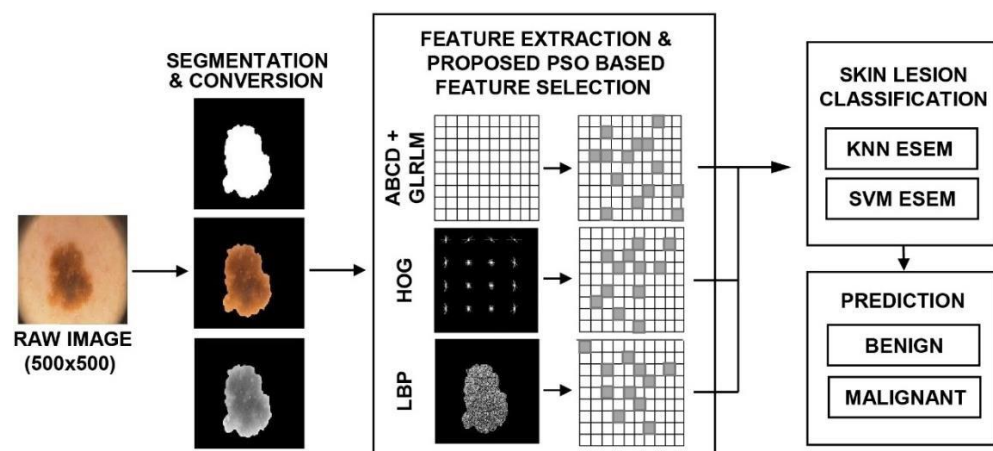 SEGMENTATION
& CONVERSION
RAW IMAGE
(500x500)
FEATURE EXTRACTION &
PROPOSED PSO BASED
FEATURE SELECTION
ABCD +
GLRLM
HOG
LBP
SKIN LESION
CLASSIFICATION
KNN ESEM
SVM ESEM
PREDICTION
BENIGN
MALIGNANT